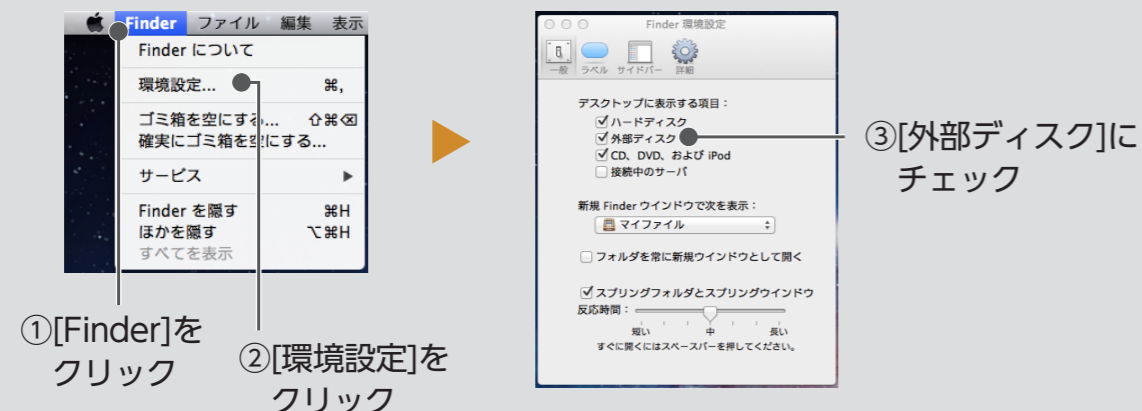 Finder ファイル 編集 表示
Finder について
環境設定... ⌘,
ゴミ箱を空にする... ⇧⌘⌫
確実にゴミ箱を空にする...
サービス ▶
Finder を隠す ⌘H
ほかを隠す ⌥⌘H
すべてを表示
①[Finder]を
クリック
②[環境設定]を
クリック
Finder 環境設定
一般 ラベル サイドバー 詳細
デスクトップに表示する項目：
ハードディスク
外部ディスク
CD、DVD、および iPod
接続中のサーバ
新規 Finder ウインドウで次を表示：
マイファイル
フォルダを常に新規ウインドウとして開く
スプリングフォルダとスプリングウインドウ
反応時間：
短い 中 長い
すぐに開くにはスペースバーを押してください。
③[外部ディスク]に
チェック